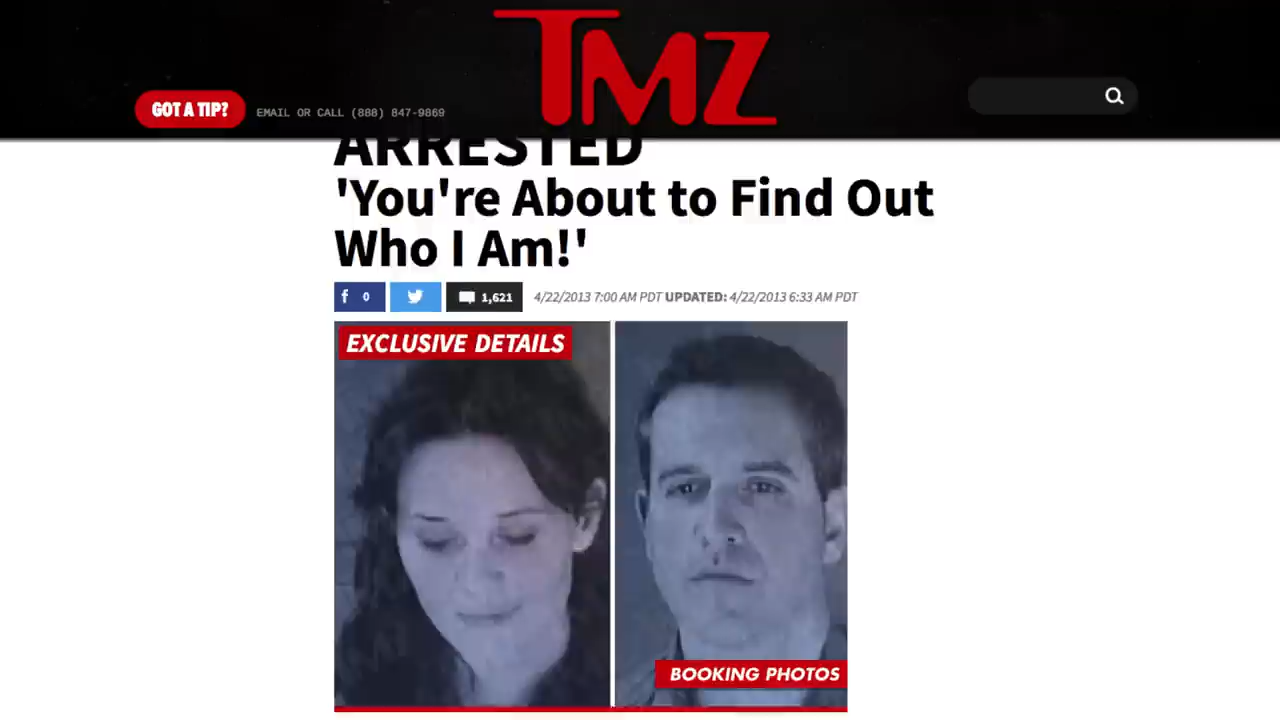 TMZ
GOT A TIP?
EMAIL OR CALL (888) 847-9869
ARRESTED
'You're About to Find Out
Who I Am!'
0
1,621
4/22/2013 7:00 AM PDT UPDATED: 4/22/2013 6:33 AM PDT
EXCLUSIVE DETAILS
BOOKING PHOTOS